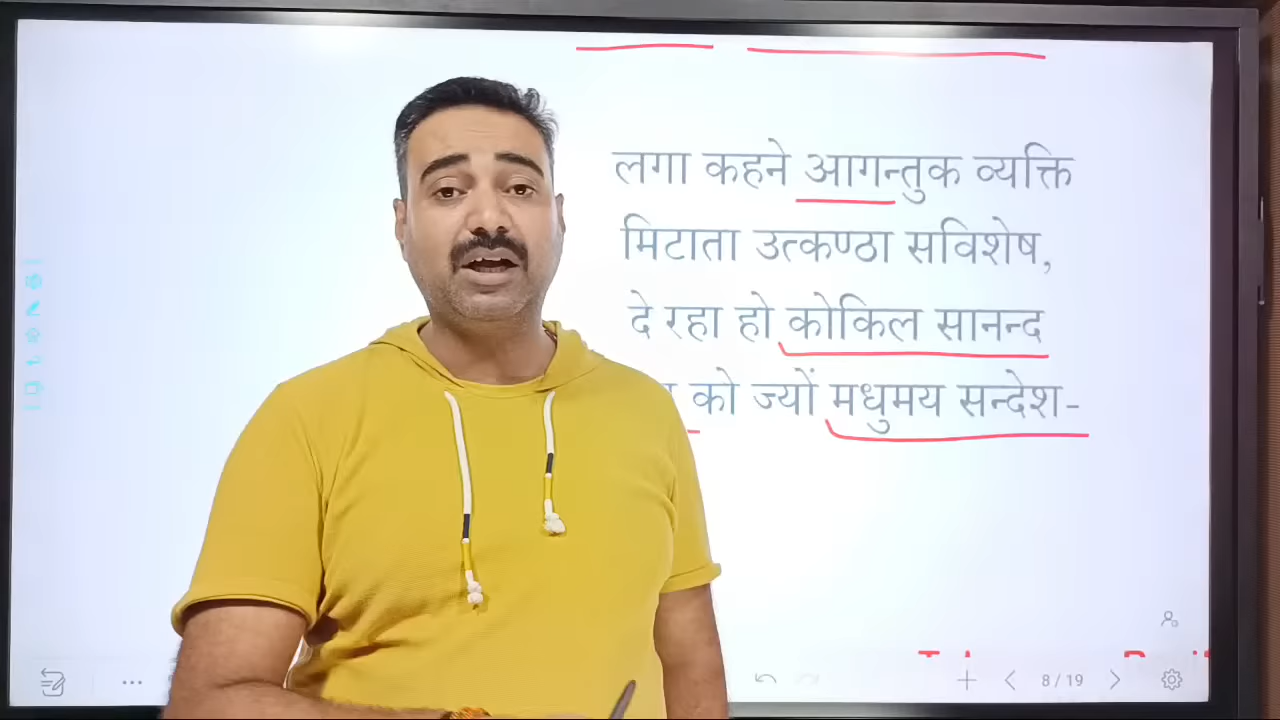 लगा कहने आगन्तुक व्यक्ति
मिटाता उत्कण्ठा सविशेष,
दे रहा हो कोकिल सानन्द
को ज्यों मधुमय सन्देश-
8/19